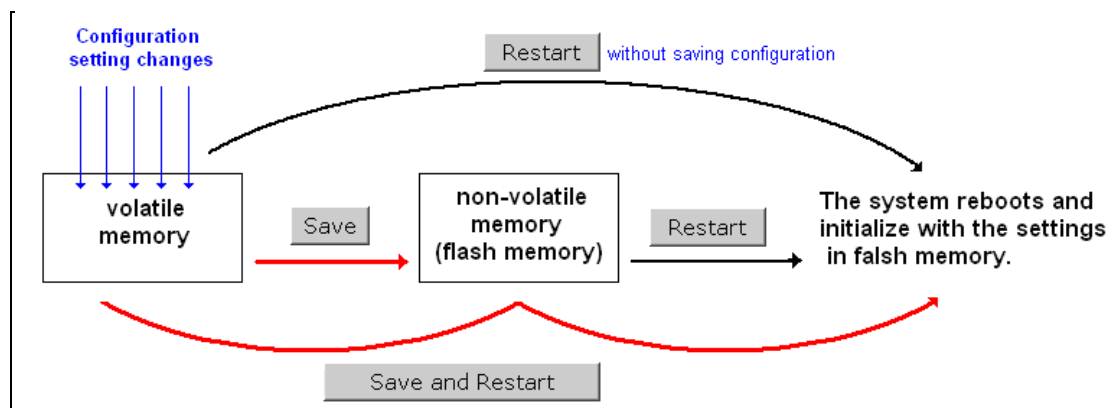 Configuration
setting changes
Restart
without saving configuration
volatile
memory
Save
non-volatile
memory
(flash memory)
Restart
The system reboots and
initialize with the settings
in falsh memory.
Save and Restart